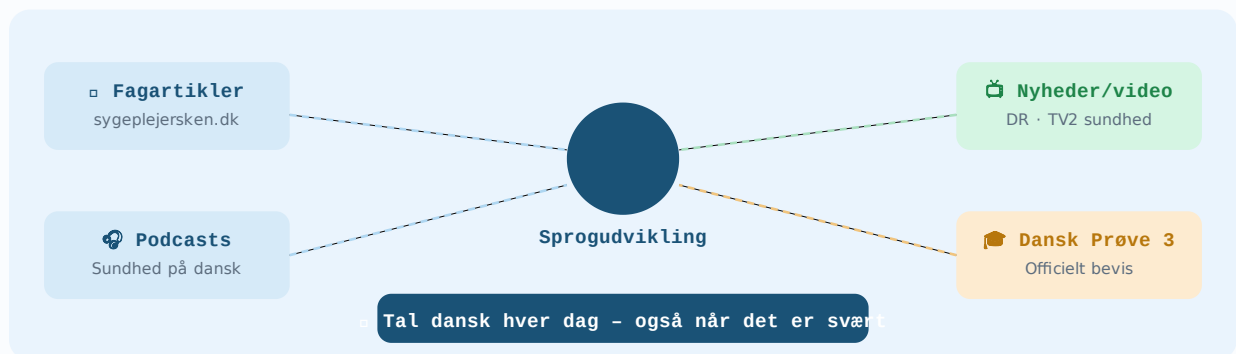 Fagartikler
sygeplejersken.dk
Nyheder/video
DR · TV2 sundhed
Sprogudvikling
Podcasts
Sundhed på dansk
Dansk Prøve 3
Officielt bevis
Tal dansk hver dag – også når det er svært